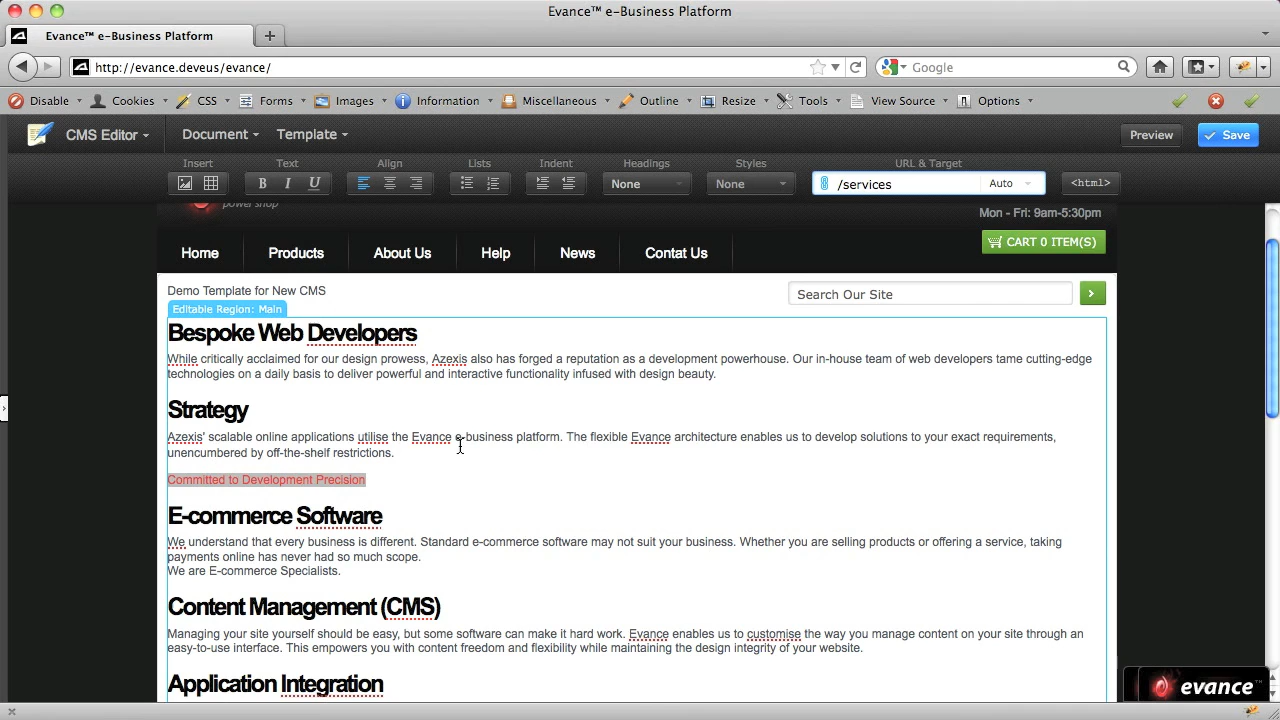 Evance™ e-Business Platform
Evance™ e-Business Platform
http://evance.deveus/evance/
Google
Disable
Cookies
CSS
Forms
Images
Information
Miscellaneous
Outline
Resize
Tools
View Source
Options
CMS Editor
Document
Template
Preview
Save
Insert
Text
Align
Lists
Indent
Headings
Styles
URL & Target
B I U
None
None
/services
Auto
<html>
power shop
Mon - Fri: 9am-5:30pm
CART 0 ITEM(S)
Home
Products
About Us
Help
News
Contat Us
Demo Template for New CMS
Search Our Site
Editable Region: Main
Bespoke Web Developers
While critically acclaimed for our design prowess, Azexis also has forged a reputation as a development powerhouse. Our in-house team of web developers tame cutting-edge
technologies on a daily basis to deliver powerful and interactive functionality infused with design beauty.
Strategy
Azexis' scalable online applications utilise the Evance e-business platform. The flexible Evance architecture enables us to develop solutions to your exact requirements,
unencumbered by off-the-shelf restrictions.
Committed to Development Precision
E-commerce Software
We understand that every business is different. Standard e-commerce software may not suit your business. Whether you are selling products or offering a service, taking
payments online has never had so much scope.
We are E-commerce Specialists.
Content Management (CMS)
Managing your site yourself should be easy, but some software can make it hard work. Evance enables us to customise the way you manage content on your site through an
easy-to-use interface. This empowers you with content freedom and flexibility while maintaining the design integrity of your website.
Application Integration
evance™